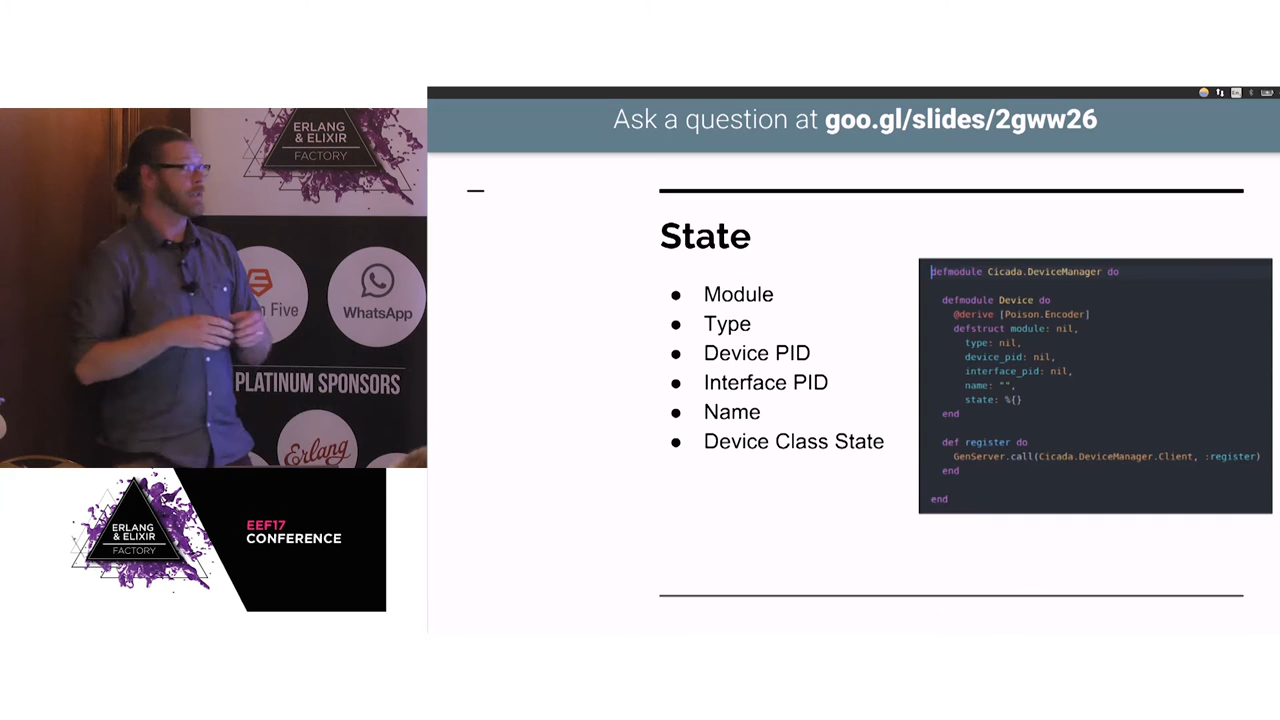 ERLANG
& ELIXIR
FACTORY
Five
WhatsApp
PLATINUM SPONSORS
Erlang
ERLANG
& ELIXIR
FACTORY
EEF17
CONFERENCE
Ask a question at goo.gl/slides/2gww26
State
● Module
● Type
● Device PID
● Interface PID
● Name
● Device Class State
defmodule Cicada.DeviceManager do
defmodule Device do
@derive [Poison.Encoder]
defstruct module: nil,
type: nil,
device_pid: nil,
interface_pid: nil,
name: "",
state: %{}
end
def register do
GenServer.call(Cicada.DeviceManager.Client, :register)
end
end